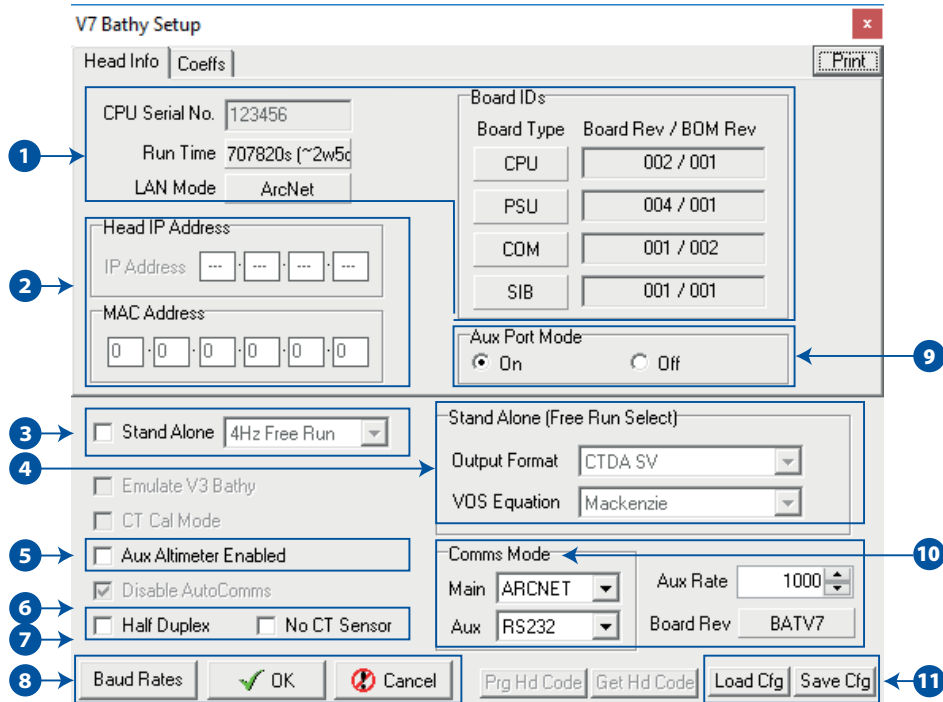 V7 Bathy Setup
x
Head Info
Coeffs
Print
CPU Serial No. 123456
Run Time 707820s (~2w5d
LAN Mode ArcNet
1
Board IDs
Board Type Board Rev / BOM Rev
CPU 002 / 001
PSU 004 / 001
COM 001 / 002
SIB 001 / 001
Head IP Address
IP Address --- . --- . --- . ---
2
MAC Address
0 . 0 . 0 . 0 . 0 . 0
Aux Port Mode
On Off
9
3
Stand Alone 4Hz Free Run
4
Stand Alone (Free Run Select)
Output Format CTDA SV
VOS Equation Mackenzie
Emulate V3 Bathy
CT Cal Mode
5
Aux Altimeter Enabled
Disable AutoComms
6
Half Duplex No CT Sensor
7
Comms Mode
10
Main ARCNET
Aux RS232
Aux Rate 1000
Board Rev BATV7
8
Baud Rates
OK
Cancel
Prg Hd Code
Get Hd Code
Load Cfg
Save Cfg
11